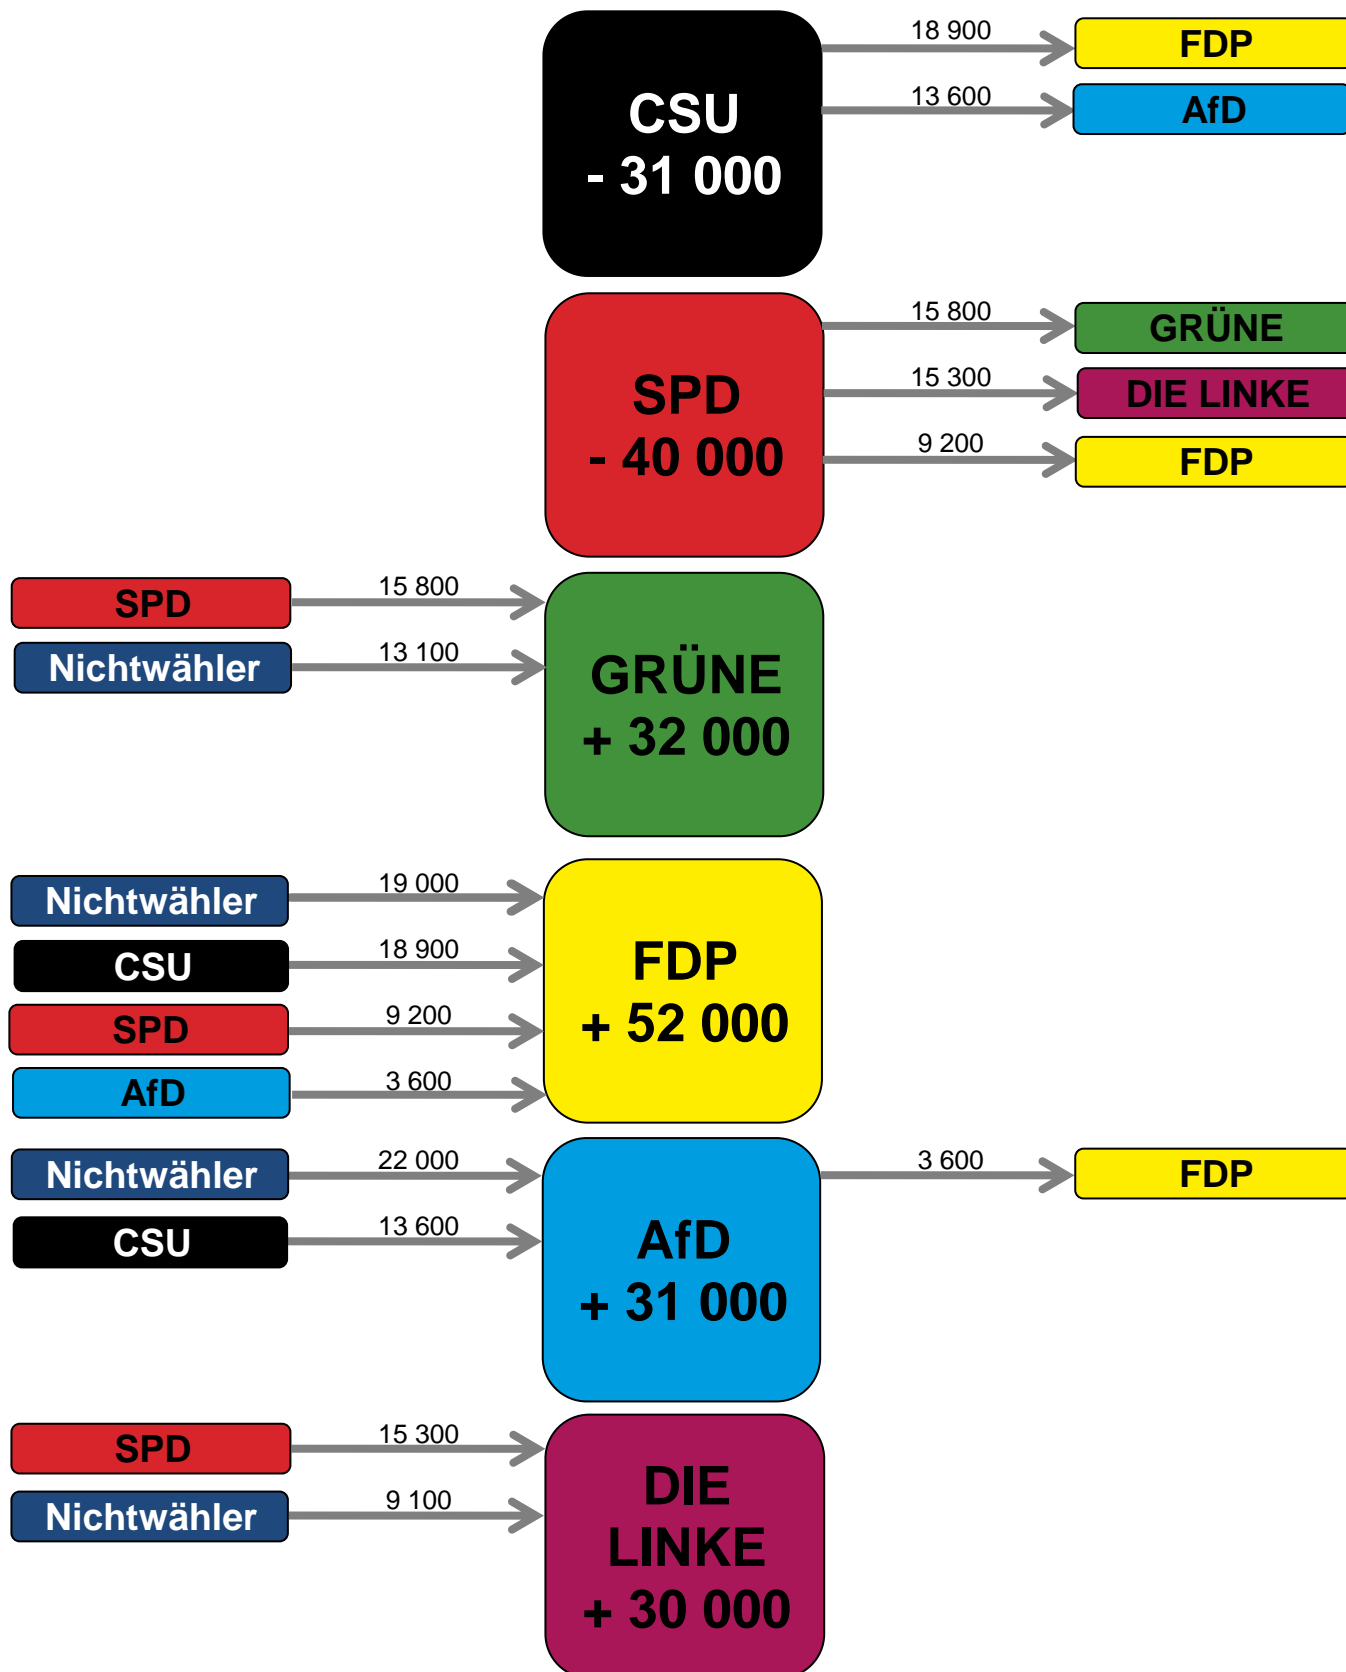 CSU
- 31 000
18 900
FDP
13 600
AfD
SPD
- 40 000
15 800
GRÜNE
15 300
DIE LINKE
9 200
FDP
SPD
15 800
Nichtwähler
13 100
GRÜNE
+ 32 000
Nichtwähler
19 000
CSU
18 900
SPD
9 200
AfD
3 600
FDP
+ 52 000
Nichtwähler
22 000
CSU
13 600
AfD
+ 31 000
3 600
FDP
SPD
15 300
Nichtwähler
9 100
DIE
LINKE
+ 30 000